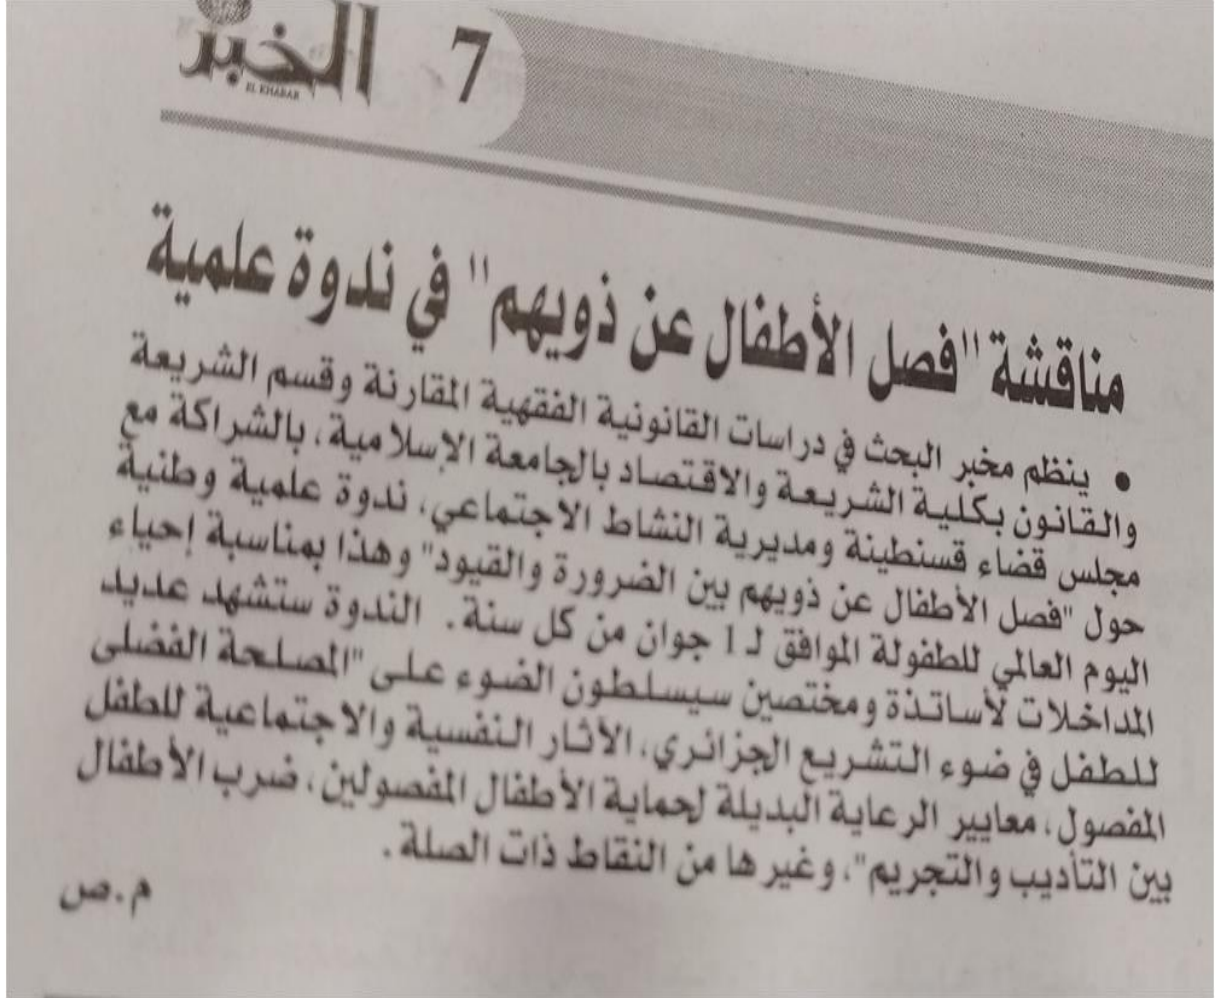 الخبر
EL KHABAR
7
مناقشة "فصل الأطفال عن ذويهم" في ندوة علمية
• ينظم مخبر البحث في دراسات القانونية الفقهية المقارنة وقسم الشريعة
والقانون بكلية الشريعة والاقتصاد بالجامعة الإسلامية، بالشراكة مع
مجلس قضاء قسنطينة ومديرية النشاط الاجتماعي، ندوة علمية وطنية
حول "فصل الأطفال عن ذويهم بين الضرورة والقيود" وهذا بمناسبة إحياء
اليوم العالمي للطفولة الموافق لـ 1 جوان من كل سنة. الندوة ستشهد عديد
المداخلات لأساتذة ومختصين سيسلطون الضوء على "المصلحة الفضلى
للطفل في ضوء التشريع الجزائري، الأثار النفسية والاجتماعية للطفل
المفصول، معايير الرعاية البديلة لحماية الأطفال المفصولين، ضرب الأطفال
بين التأديب والتجريم"، وغيرها من النقاط ذات الصلة.
م.ص